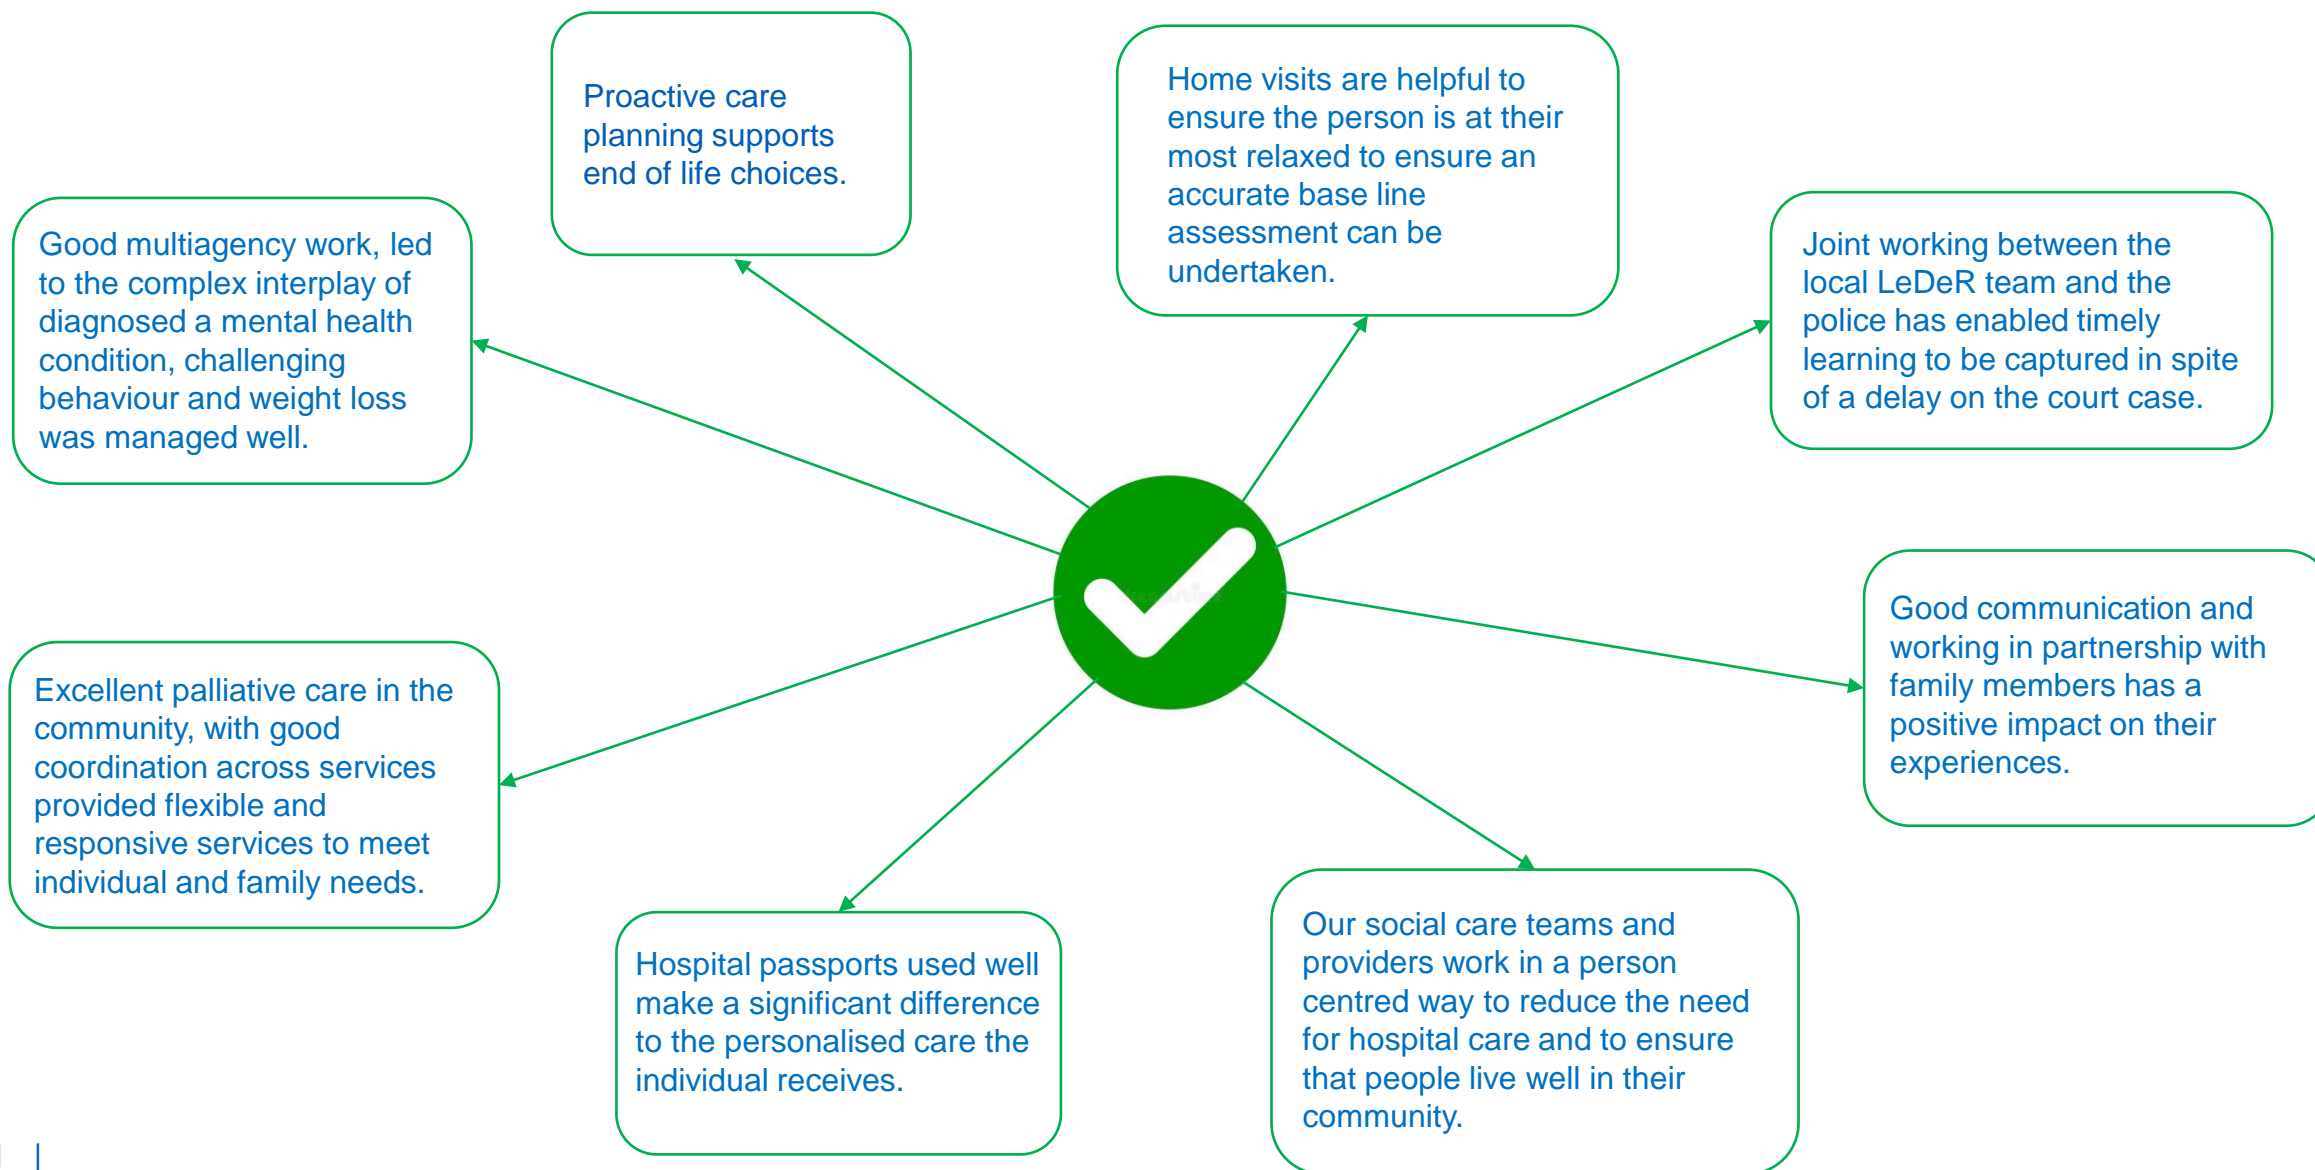 Proactive care
planning supports
end of life choices.
Home visits are helpful to
ensure the person is at their
most relaxed to ensure an
accurate base line
assessment can be
undertaken.
Good multiagency work, led
to the complex interplay of
diagnosed a mental health
condition, challenging
behaviour and weight loss
was managed well.
Joint working between the
local LeDeR team and the
police has enabled timely
learning to be captured in spite
of a delay on the court case.
Good communication and
working in partnership with
family members has a
positive impact on their
experiences.
Excellent palliative care in the
community, with good
coordination across services
provided flexible and
responsive services to meet
individual and family needs.
Hospital passports used well
make a significant difference
to the personalised care the
individual receives.
Our social care teams and
providers work in a person
centred way to reduce the need
for hospital care and to ensure
that people live well in their
community.